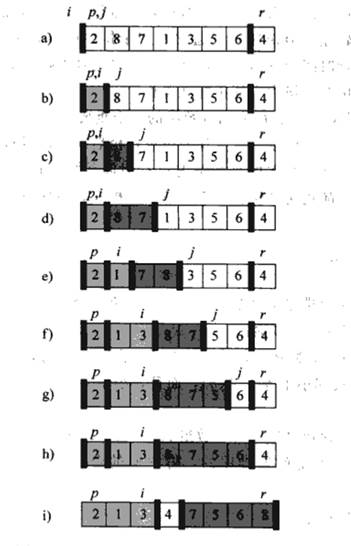 i p,j r
a) 2 8 7 1 3 5 6 4
p,i j r
b) 2 8 7 1 3 5 6 4
p,i j r
c) 2 8 7 1 3 5 6 4
p,i j r
d) 2 8 7 1 3 5 6 4
p i j r
e) 2 1 7 8 3 5 6 4
p i j r
f) 2 1 3 8 7 5 6 4
p i j r
g) 2 1 3 8 7 5 6 4
p i r
h) 2 1 3 8 7 5 6 4
p i r
i) 2 1 3 4 7 5 6 8